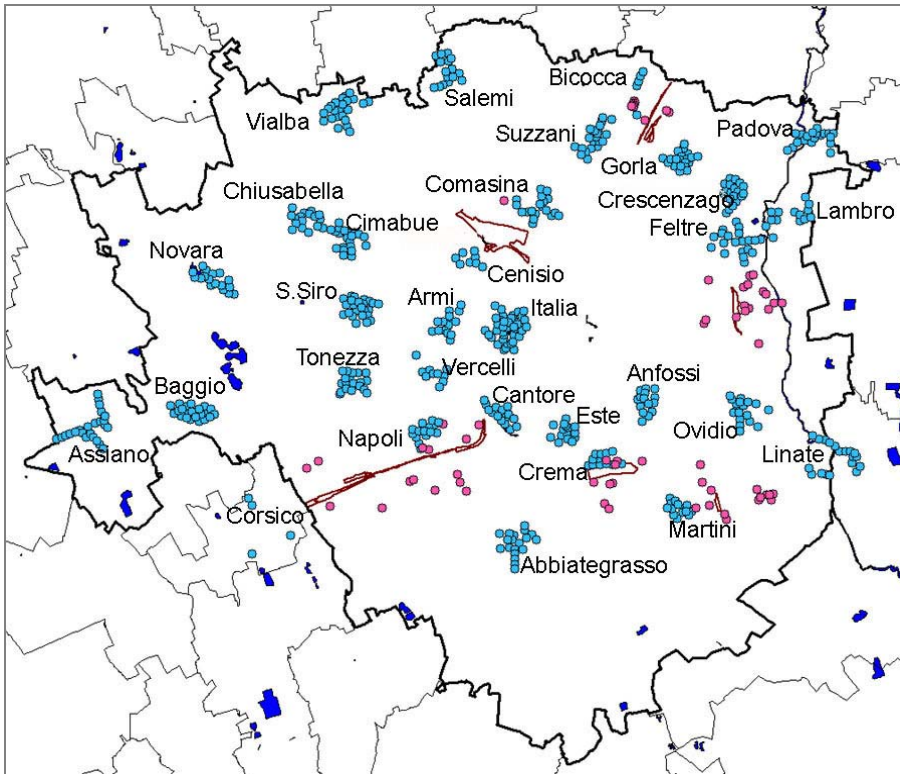 Bicocca
Salemi
Vialba
Suzzani
Padova
Gorla
Chiusabella
Comasina
Crescenzago
Lambro
Cimabue
Feltre
Novara
Cenisio
S.Siro
Armi
Italia
Tonezza
Vercelli
Anfossi
Baggio
Cantore
Este
Napoli
Ovidio
Assiano
Linate
Crema
Corsico
Martini
Abbiategrasso